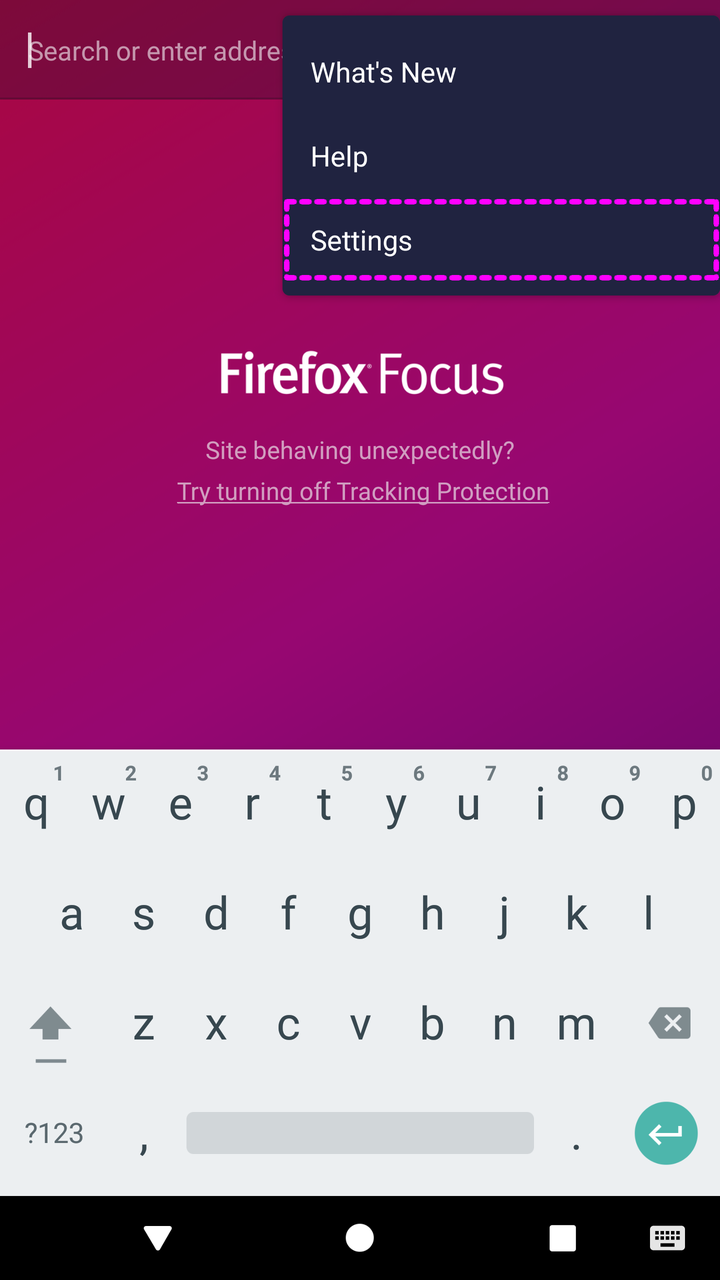 Search or enter addre
What's New
Help
Settings
Firefox Focus
Site behaving unexpectedly?
Try turning off Tracking Protection
1 2 3 4 5 6 7 8 9 0
q w e r t y u i o p
a s d f g h j k l
z x c v b n m
?123 , .